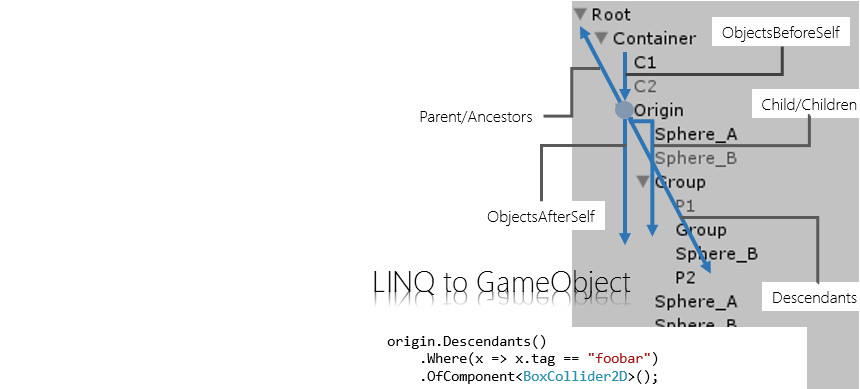 Root
Container
ObjectsBeforeSelf
C1
C2
Parent/Ancestors
Origin
Child/Children
Sphere_A
Sphere_B
Group
P1
ObjectsAfterSelf
Group
Sphere_B
P2
LINQ to GameObject
Descendants
Sphere_A
Sphere_B
origin.Descendants()
.Where(x => x.tag == "foobar")
.OfComponent<BoxCollider2D>();